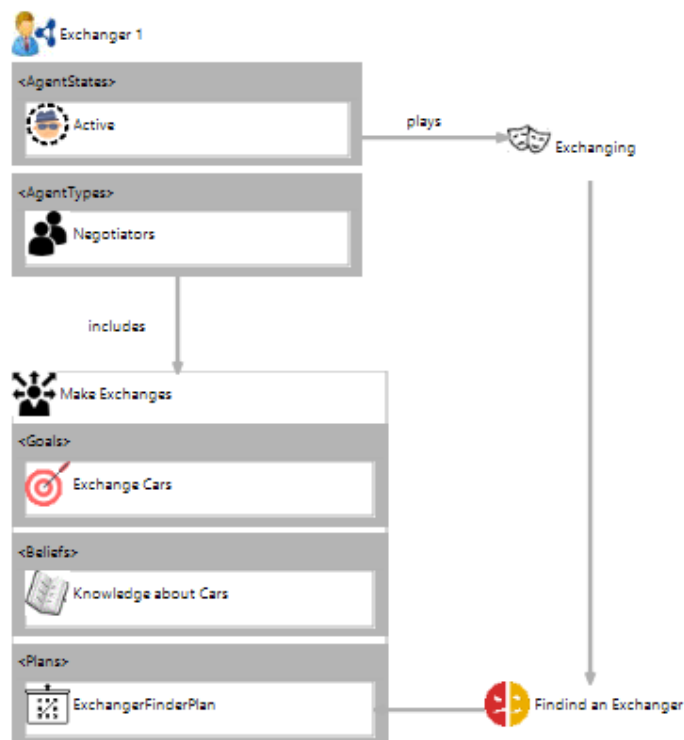 Exchanger 1
<AgentStates>
Active
plays
Exchanging
<AgentTypes>
Negotiators
includes
Make Exchanges
<Goals>
Exchange Cars
<Beliefs>
Knowledge about Cars
<Plans>
ExchangerFinderPlan
Findind an Exchanger